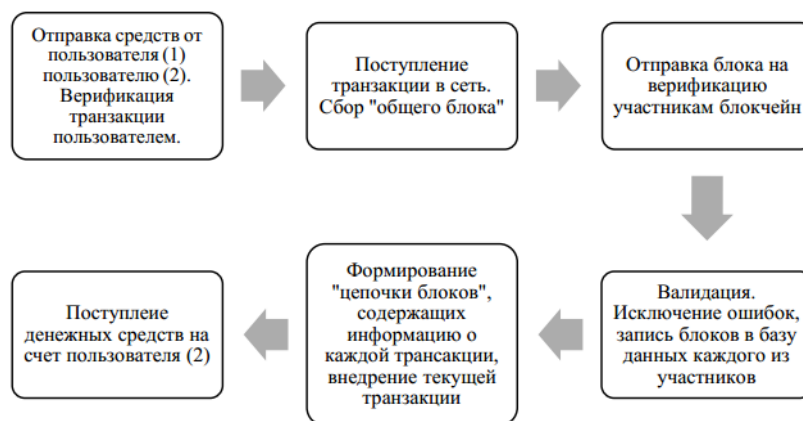 Отправка средств от
пользователя (1)
пользователю (2).
Верификация
транзакции
пользователем.
Поступление
транзакции в сеть.
Сбор "общего блока"
Отправка блока на
верификацию
участникам блокчейн
Валидация.
Исключение ошибок,
запись блоков в базу
данных каждого из
участников
Формирование
"цепочки блоков",
содержащих
информацию о
каждой трансакции,
внедрение текущей
транзакции
Поступлеие
денежных средств на
счет пользователя (2)